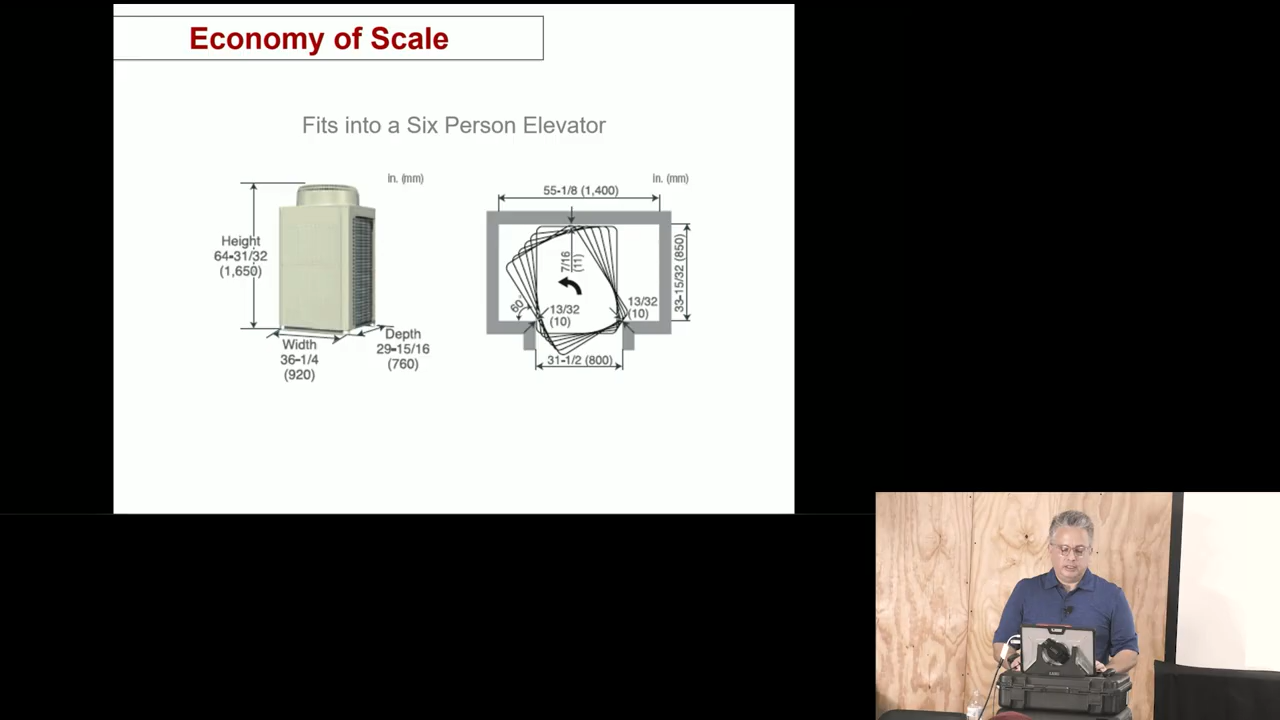 Economy of Scale
Fits into a Six Person Elevator
in. (mm)
Height
64-31/32
(1,650)
Width
36-1/4
(920)
Depth
29-15/16
(760)
in. (mm)
55-1/8 (1,400)
33-15/32 (850)
7/16
(11)
60°
13/32
(10)
13/32
(10)
31-1/2 (800)